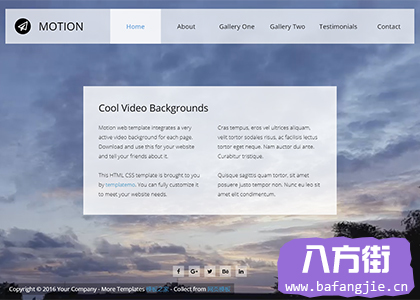 MOTION
Home About Gallery One Gallery Two Testimonials Contact
Cool Video Backgrounds
Motion web template integrates a very
active video background for each page.
Download and use this for your website
and tell your friends about it.
This HTML CSS template is brought to you
by templatemo. You can fully customize it
to meet your website needs.
Cras tempus, eros vel ultrices aliquam,
velit tortor sodales risus, ac facilisis lectus
tortor eget neque. Nam auctor dui ante.
Curabitur tristique.
Quisque sagittis quam tortor, sit amet
posuere justo tempor non. Nunc eu leo sit
amet elit condimentum.
f G+ Bē in
Copyright © 2016 Your Company - More Templates - Collect from
八方街
www.bafangjie.cn